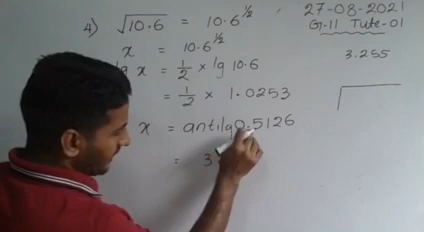 27-08-2021
Gr-11 Tute-01
4) √10.6 = 10.6^½
x = 10.6^½
lg x = ½ × lg 10.6
= ½ × 1.0253
x = antilg 0.5126
= 3
3.255